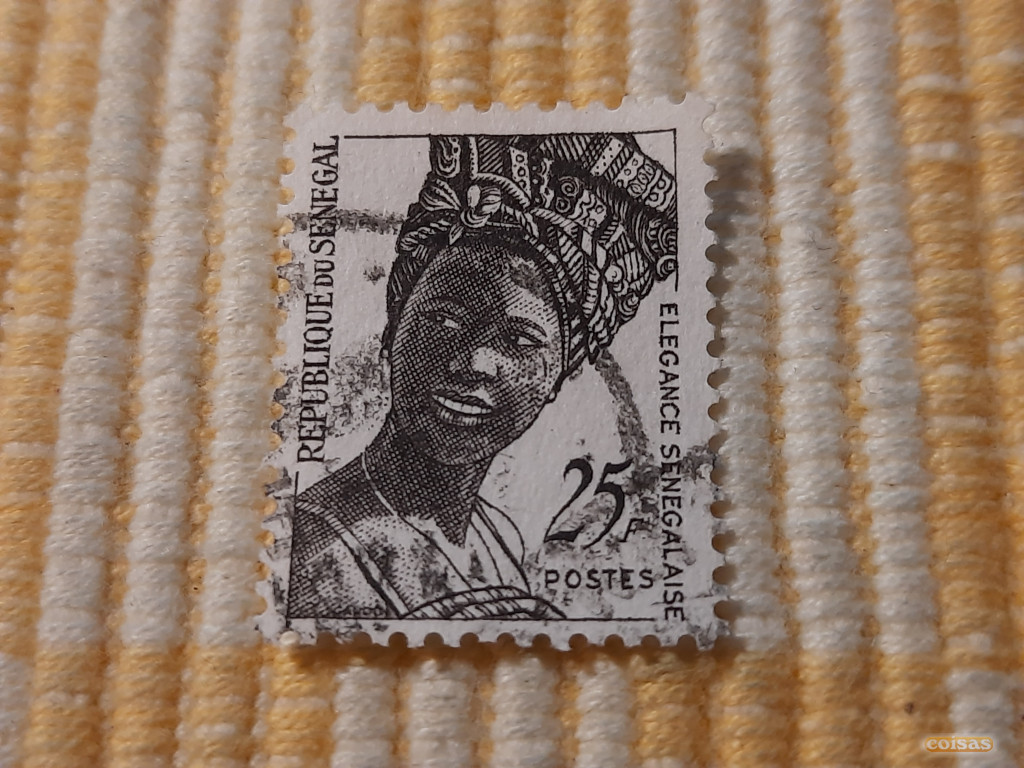 REPUBLIQUE DU SENEGAL
ELEGANCE SENEGALAISE
25F
POSTES
coisas